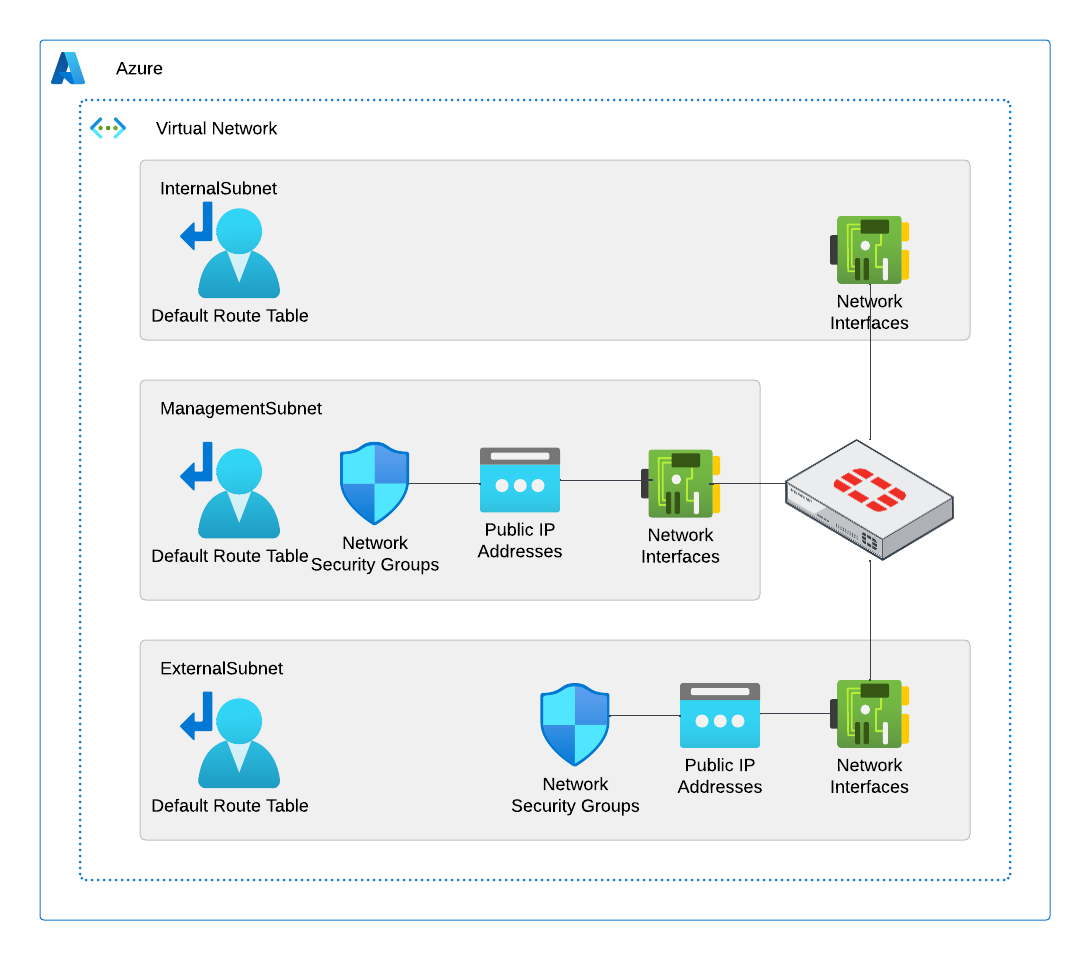 Azure
Virtual Network
InternalSubnet
Default Route Table
Network
Interfaces
ManagementSubnet
Default Route Table
Network
Security Groups
Public IP
Addresses
Network
Interfaces
ExternalSubnet
Default Route Table
Network
Security Groups
Public IP
Addresses
Network
Interfaces